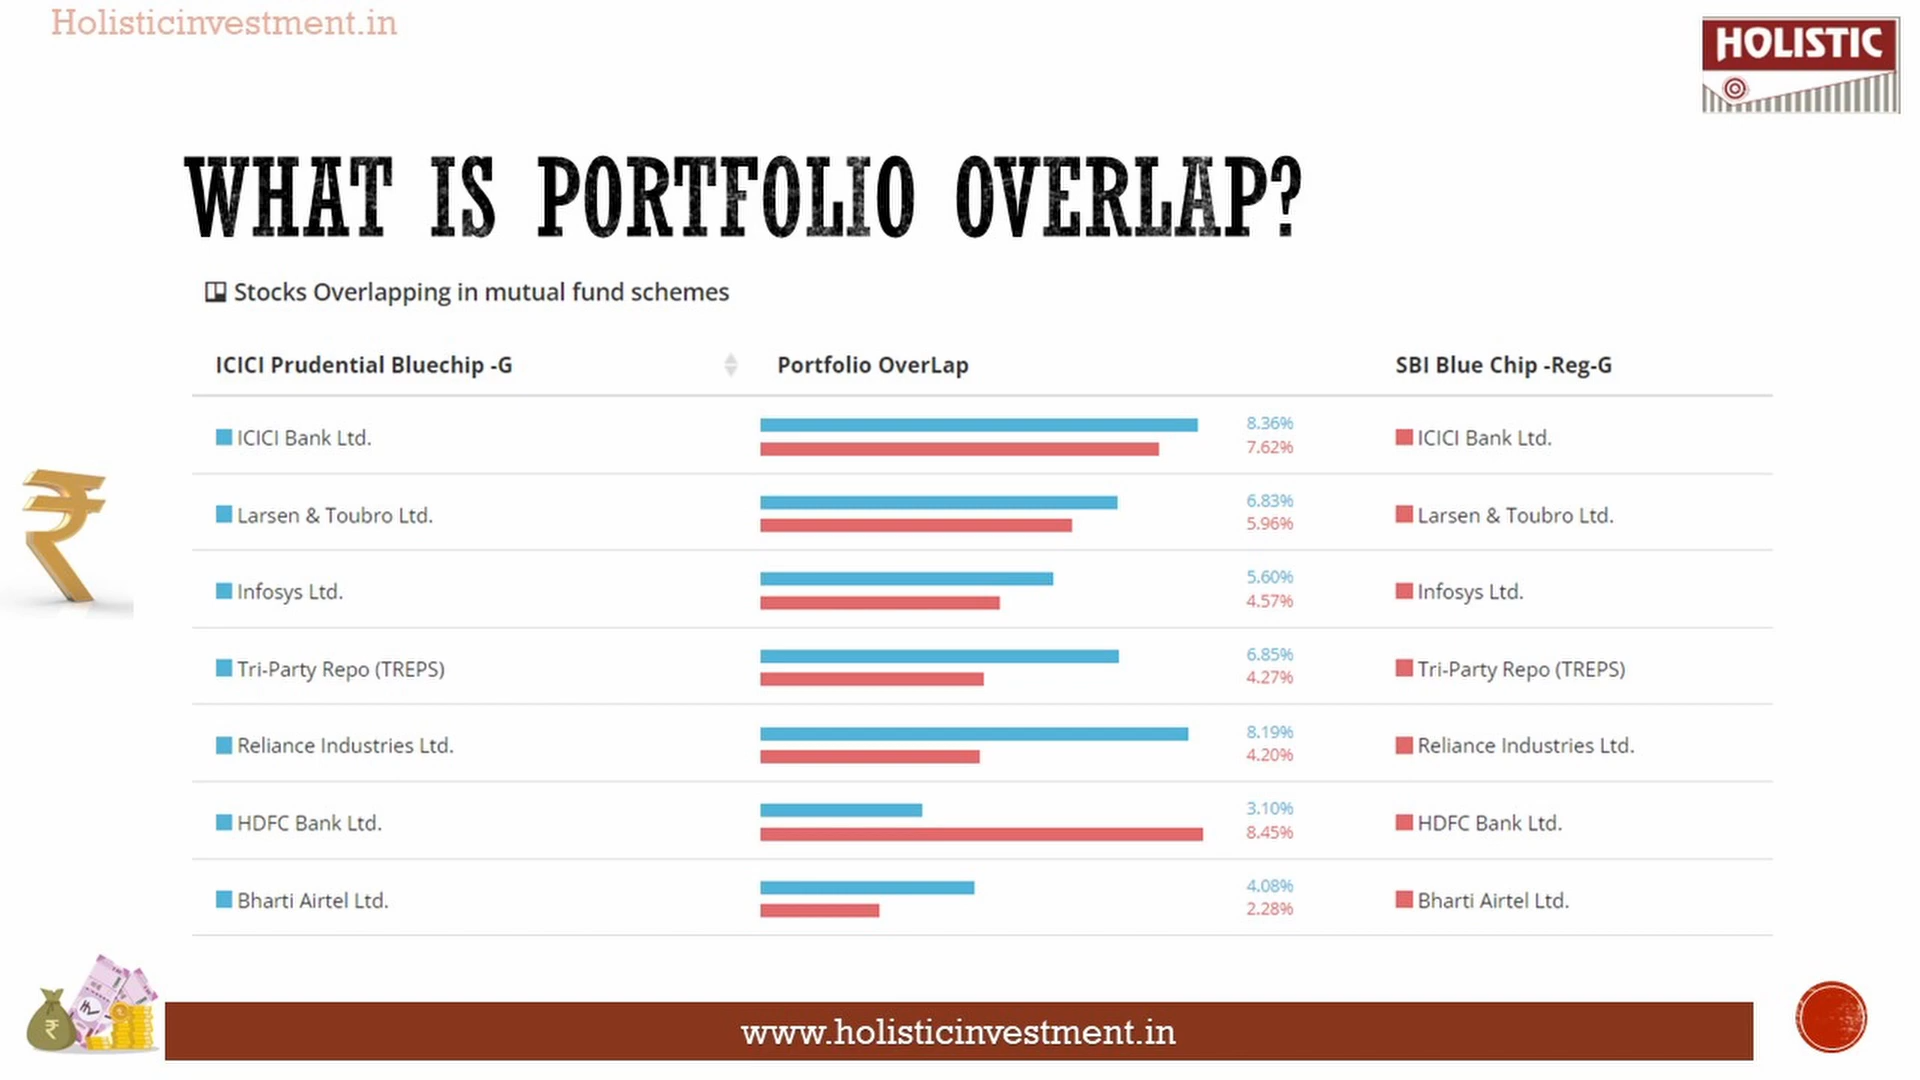 Holisticinvestment.in
HOLISTIC
WHAT IS PORTFOLIO OVERLAP?
Stocks Overlapping in mutual fund schemes
ICICI Prudential Bluechip -G Portfolio OverLap SBI Blue Chip -Reg-G
ICICI Bank Ltd. 8.36% ICICI Bank Ltd.
7.62%
Larsen & Toubro Ltd. 6.83% Larsen & Toubro Ltd.
5.96%
Infosys Ltd. 5.60% Infosys Ltd.
4.57%
Tri-Party Repo (TREPS) 6.85% Tri-Party Repo (TREPS)
4.27%
Reliance Industries Ltd. 8.19% Reliance Industries Ltd.
4.20%
HDFC Bank Ltd. 3.10% HDFC Bank Ltd.
8.45%
Bharti Airtel Ltd. 4.08% Bharti Airtel Ltd.
2.28%
www.holisticinvestment.in